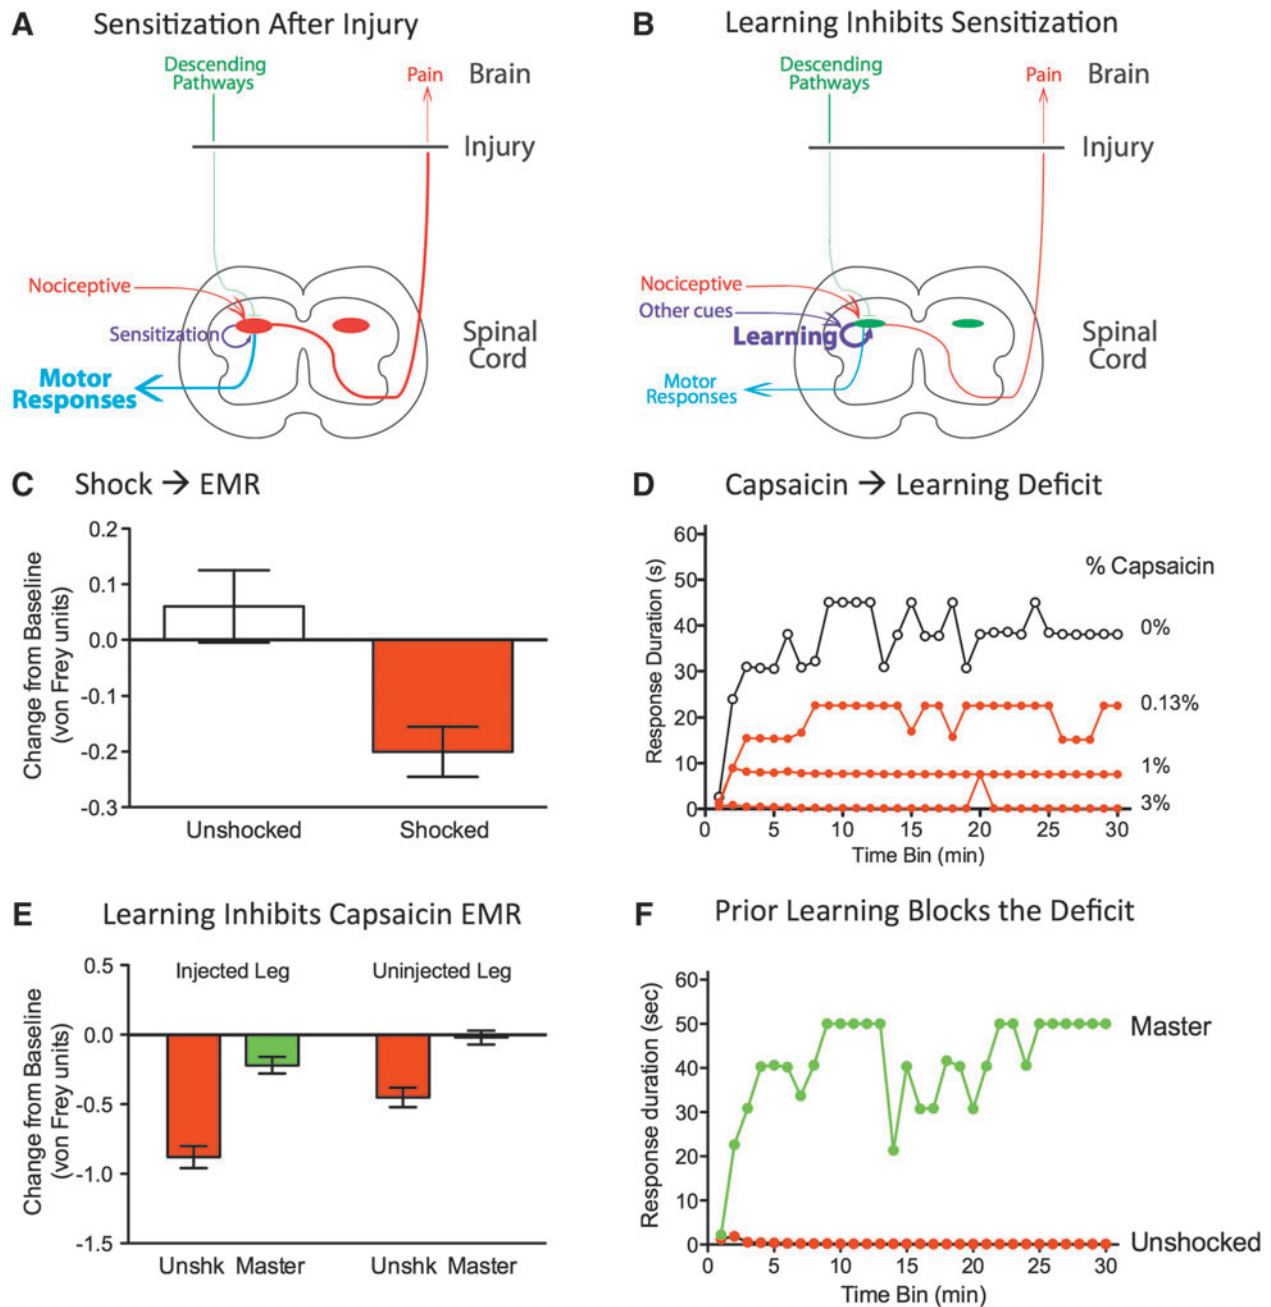 A Sensitization After Injury
Descending
Pathways
Pain
Brain
Injury
Nociceptive
Sensitization
Motor
Responses
Spinal
Cord
B Learning Inhibits Sensitization
Descending
Pathways
Pain
Brain
Injury
Nociceptive
Other cues
Learning
Motor
Responses
Spinal
Cord
C Shock → EMR
Change from Baseline
(von Frey units)
0.2
0.1
0.0
-0.1
-0.2
-0.3
Unshocked Shocked
D Capsaicin → Learning Deficit
Response Duration (s)
60
50
40
30
20
10
0
% Capsaicin
0%
0.13%
1%
3%
0 5 10 15 20 25 30
Time Bin (min)
E Learning Inhibits Capsaicin EMR
Change from Baseline
(von Frey units)
0.5
0.0
-0.5
-1.0
-1.5
Injected Leg Uninjected Leg
Unshk Master Unshk Master
F Prior Learning Blocks the Deficit
Response duration (sec)
60
50
40
30
20
10
0
Master
Unshocked
0 5 10 15 20 25 30
Time Bin (min)